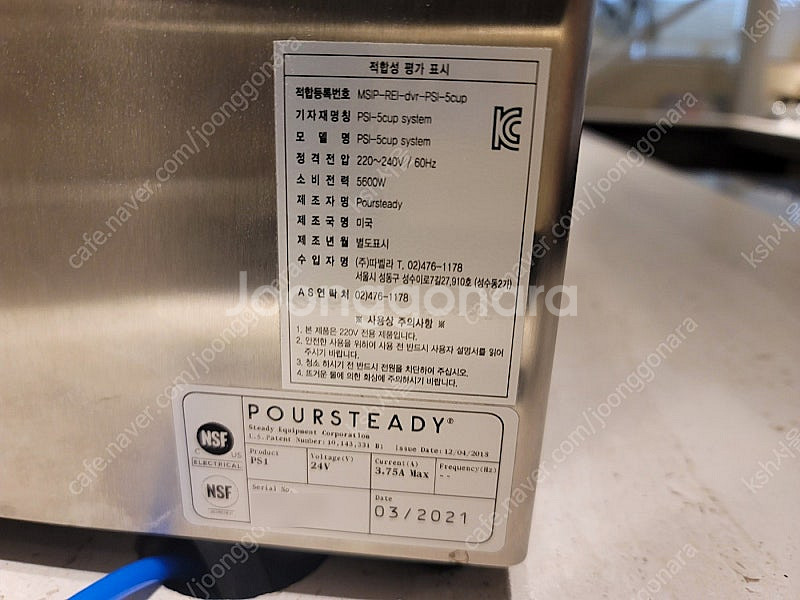 적합성 평가 표시
적합등록번호 MSIP-REI-dvr-PSI-5cup
기자재명칭 PSI-5cup system
모델명 PSI-5cup system
정격전압 220~240V / 60Hz
소비전력 5600W
제조자명 Poursteady
제조국명 미국
제조년월 별도표시
수입자명 (주)따벨라 T. 02)476-1178
서울시 성동구 성수이로7길27,910호 (성수동2가)
AS연락처 02)476-1178
※ 사용상 주의사항 ※
1. 본 제품은 220V 전용 제품입니다.
2. 안전한 사용을 위하여 사용 전 반드시 사용자 설명서를 읽어
주시기 바랍니다.
3. 청소 하시기 전 반드시 전원을 차단하여 주십시오.
4. 뜨거운 물에 의한 화상에 주의하시기 바랍니다.
Joonggonara
POURSTEADY®
Steady Equipment Corporation
U.S. Patent Number: 10,143,331 B1 Issue Date: 12/04/2018
NSF
C US
ELECTRICAL
NSF
Product
PS1
Voltage(V)
24V
Current(A)
3.75A Max
Frequency(Hz)
--
Serial No.
Date
03/2021
cafe.naver.com/joonggonara